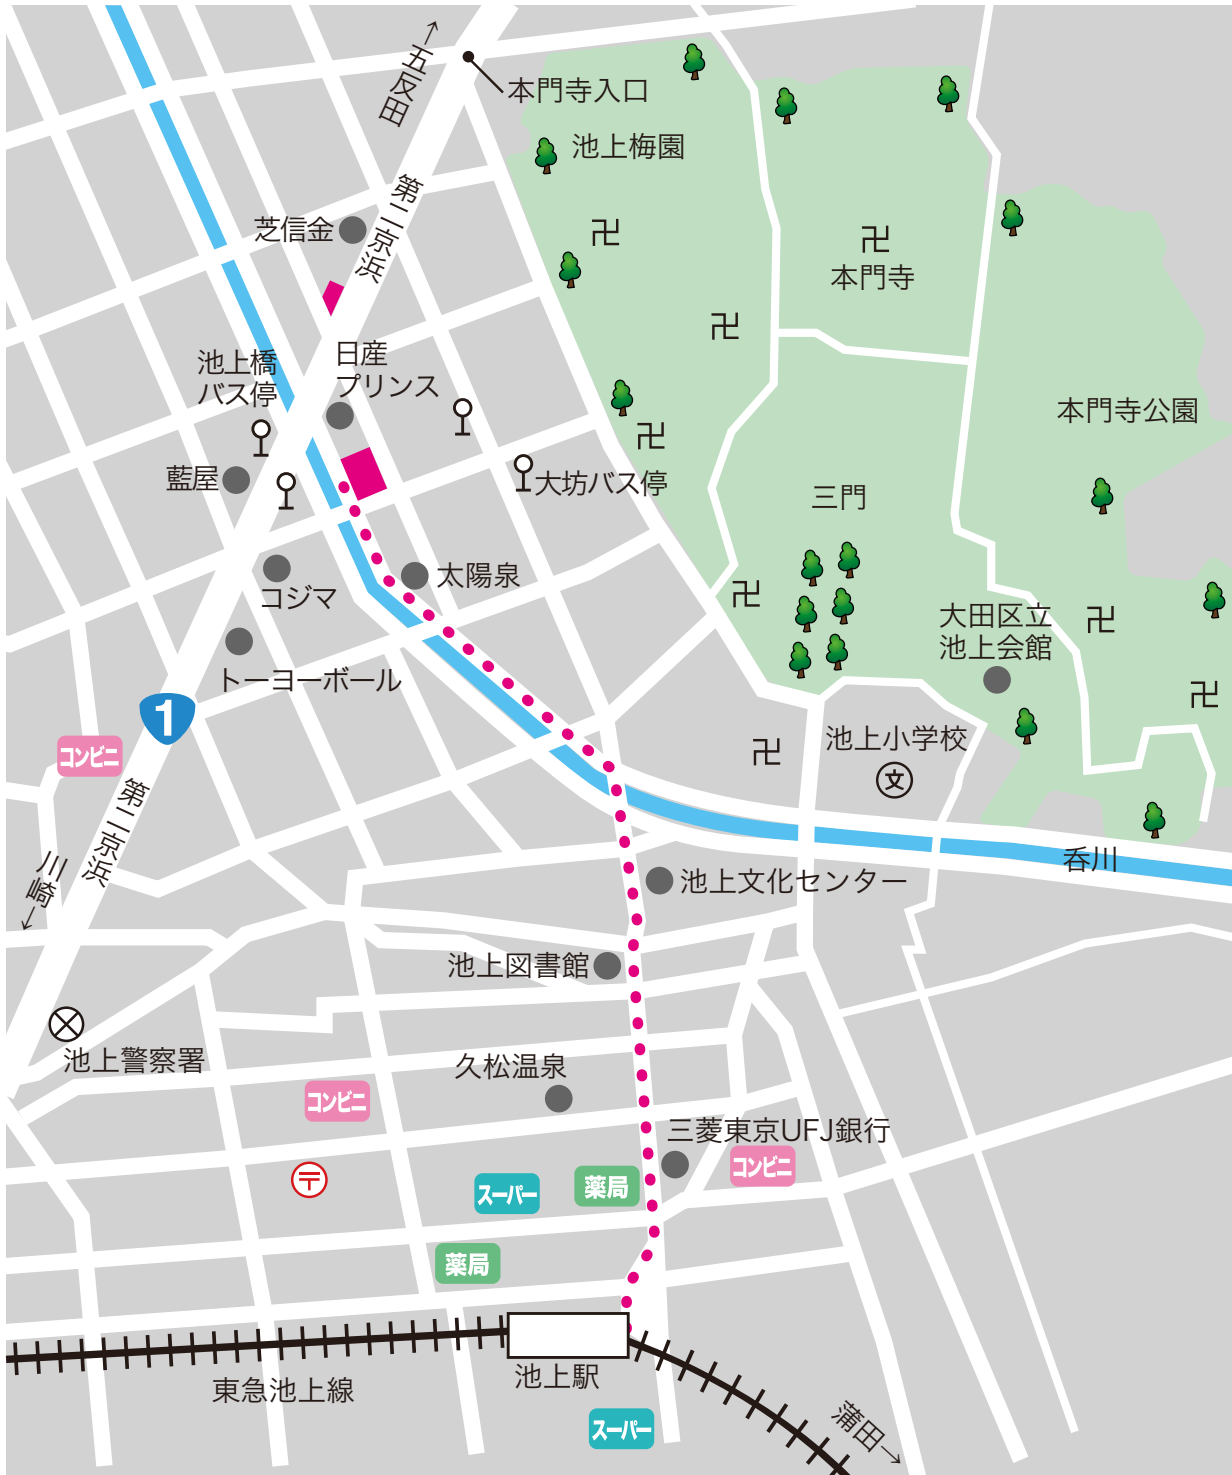 →五反田
本門寺入口
池上梅園
第二京浜
芝信金
卍
卍
本門寺
卍
池上橋
バス停
日産
プリンス
卍
本門寺公園
藍屋
大坊バス停
三門
太陽泉
コジマ
卍
大田区立
池上会館
卍
トーヨーボール
卍
1
コンビニ
卍
池上小学校
文
第二京浜
川崎→
呑川
池上文化センター
池上図書館
池上警察署
久松温泉
コンビニ
三菱東京UFJ銀行
コンビニ
〒
スーパー
薬局
薬局
池上駅
東急池上線
スーパー
蒲田→